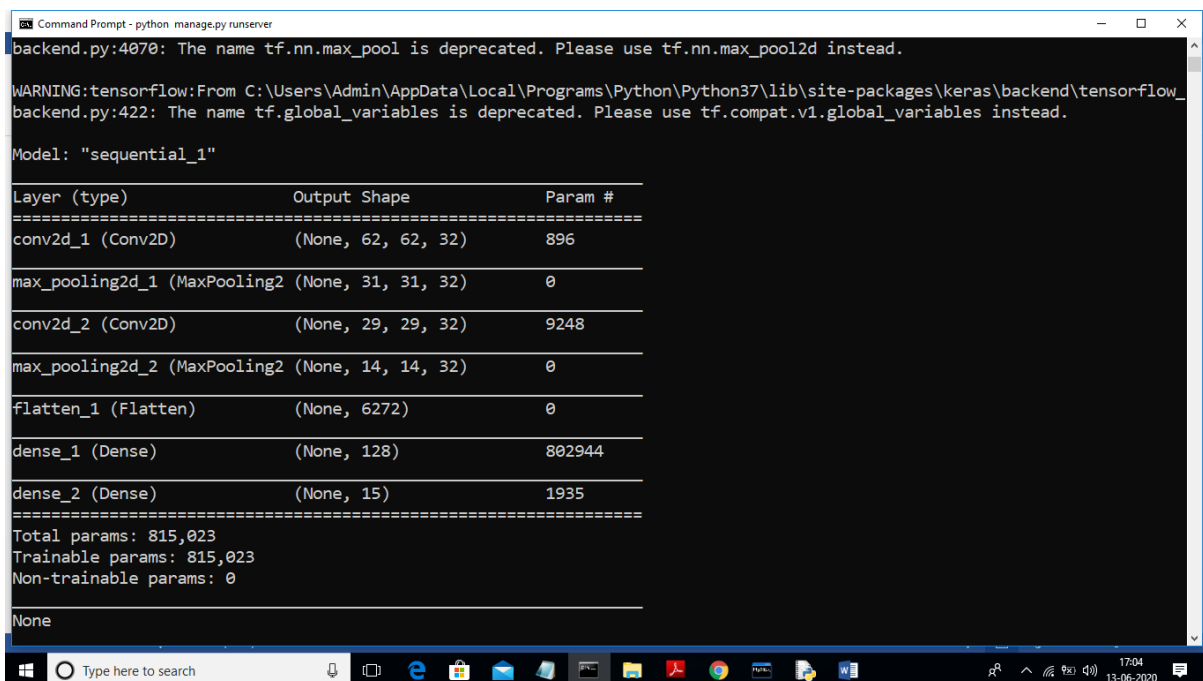 Command Prompt - python manage.py runserver
backend.py:4070: The name tf.nn.max_pool is deprecated. Please use tf.nn.max_pool2d instead.
WARNING:tensorflow:From C:\Users\Admin\AppData\Local\Programs\Python\Python37\lib\site-packages\keras\backend\tensorflow_
backend.py:422: The name tf.global_variables is deprecated. Please use tf.compat.v1.global_variables instead.
Model: "sequential_1"
Layer (type) Output Shape Param #
=================================================================
conv2d_1 (Conv2D) (None, 62, 62, 32) 896
max_pooling2d_1 (MaxPooling2 (None, 31, 31, 32) 0
conv2d_2 (Conv2D) (None, 29, 29, 32) 9248
max_pooling2d_2 (MaxPooling2 (None, 14, 14, 32) 0
flatten_1 (Flatten) (None, 6272) 0
dense_1 (Dense) (None, 128) 802944
dense_2 (Dense) (None, 15) 1935
=================================================================
Total params: 815,023
Trainable params: 815,023
Non-trainable params: 0
None
Type here to search
17:04
13-06-2020